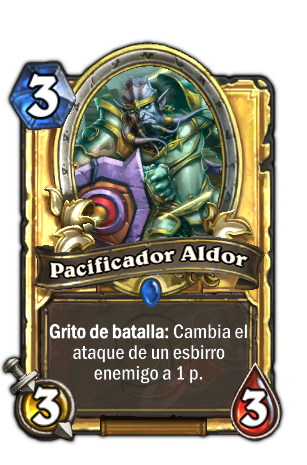 3
Pacificador Aldor
Grito de batalla: Cambia el
ataque de un esbirro
enemigo a 1 p.
3
3